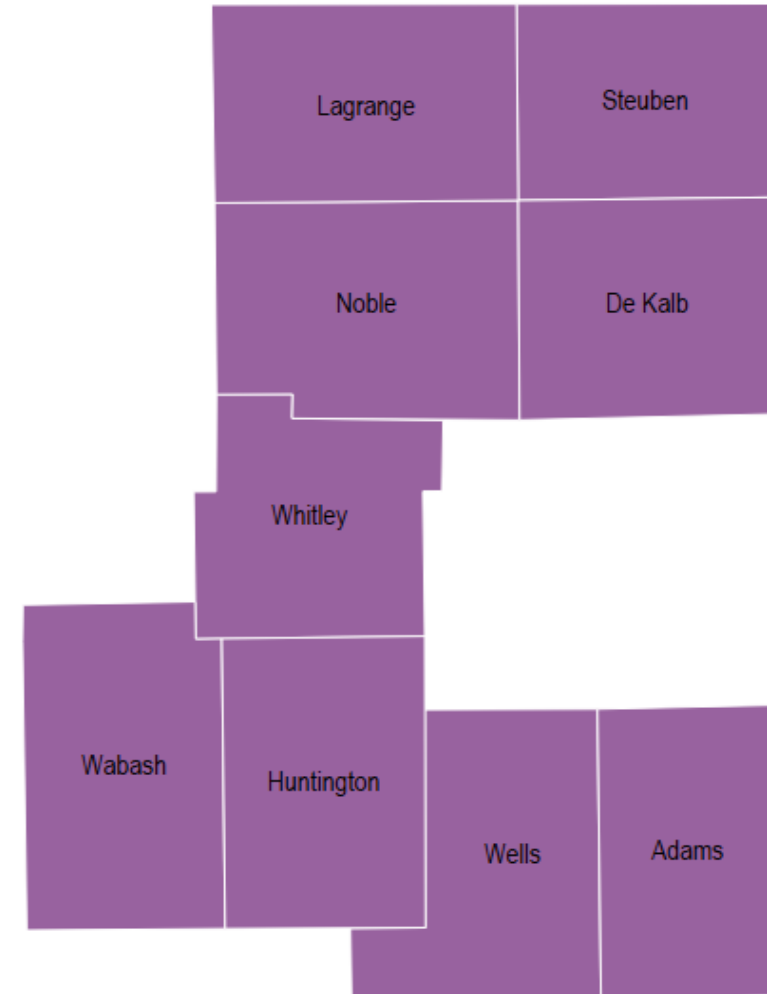 Lagrange
Steuben
Noble
De Kalb
Whitley
Wabash
Huntington
Wells
Adams